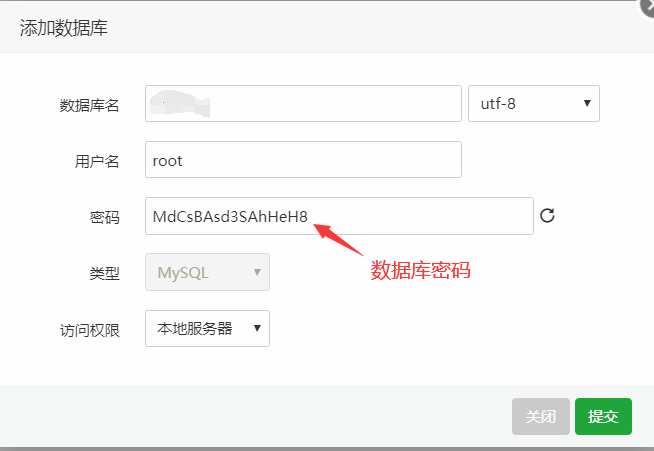 添加数据库
数据库名 utf-8
用户名 root
密码 MdCsBAsd3SAhHeH8
数据库密码
类型 MySQL
访问权限 本地服务器
关闭 提交